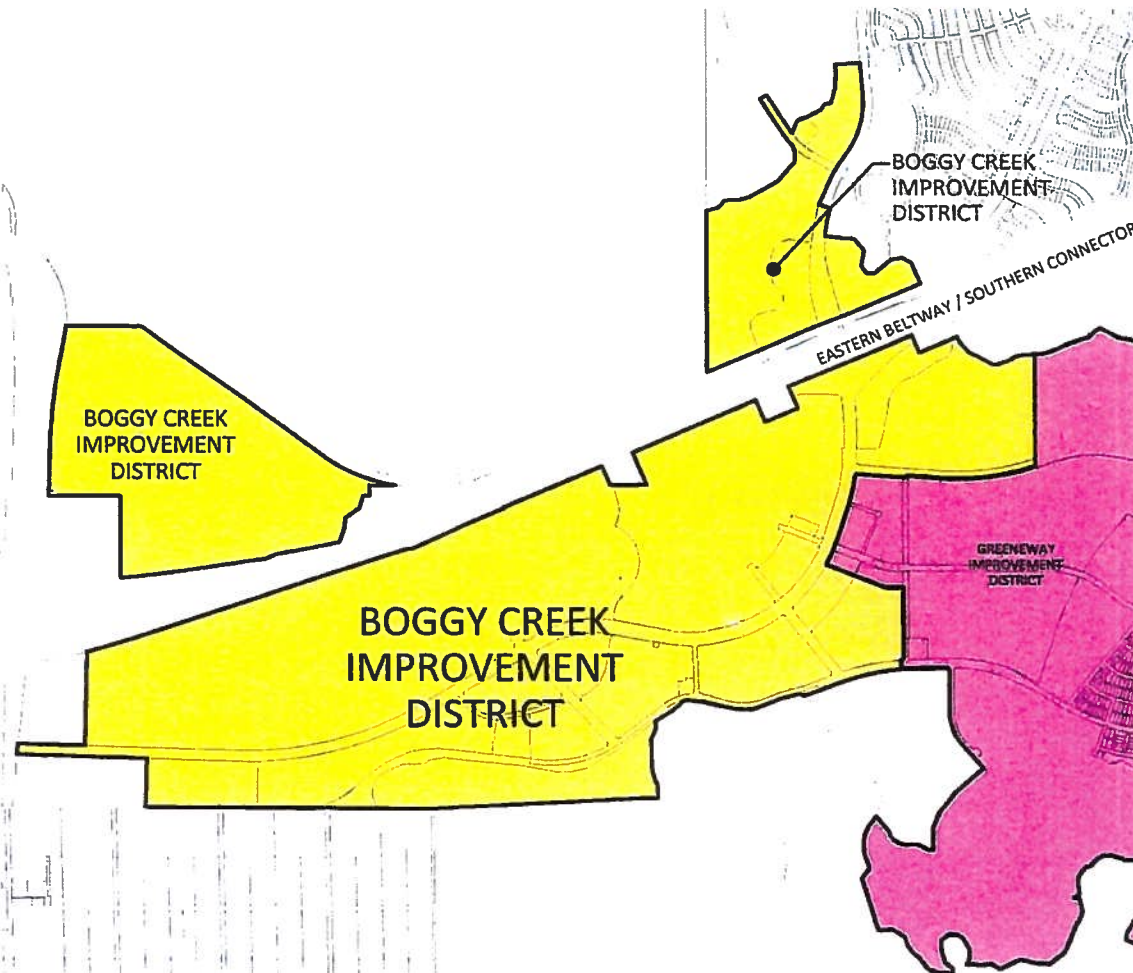 BOGGY CREEK
IMPROVEMENT
DISTRICT
EASTERN BELTWAY / SOUTHERN CONNECTOR
BOGGY CREEK
IMPROVEMENT
DISTRICT
GREENEWAY
IMPROVEMENT
DISTRICT
BOGGY CREEK
IMPROVEMENT
DISTRICT